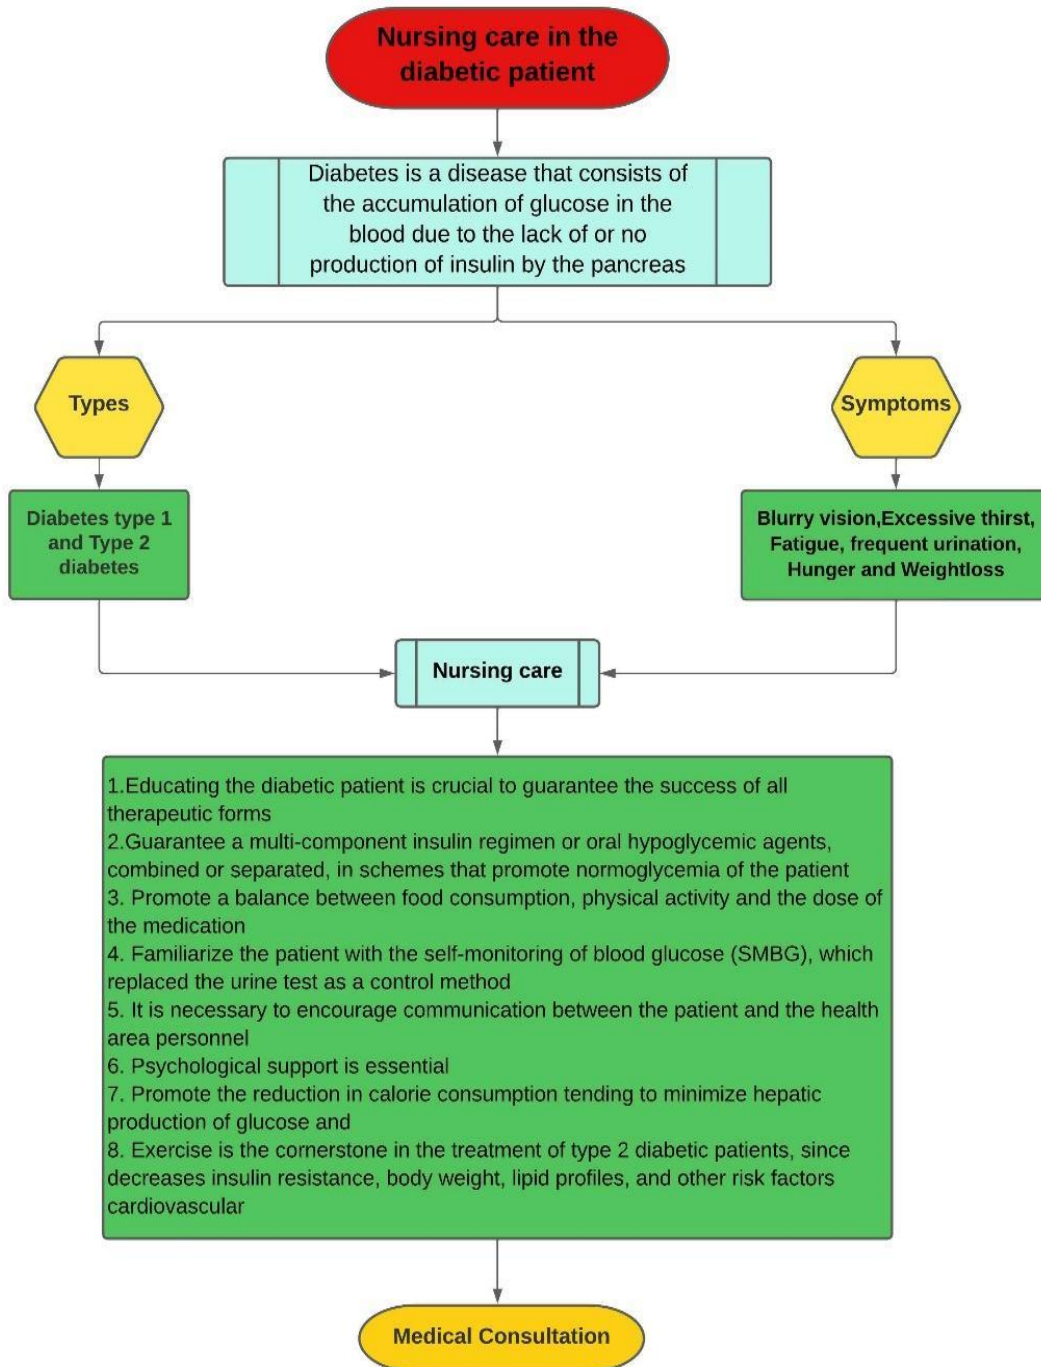 Nursing care in the
diabetic patient
Diabetes is a disease that consists of
the accumulation of glucose in the
blood due to the lack of or no
production of insulin by the pancreas
Types
Symptoms
Diabetes type 1
and Type 2
diabetes
Blurry vision,Excessive thirst,
Fatigue, frequent urination,
Hunger and Weightloss
Nursing care
1.Educating the diabetic patient is crucial to guarantee the success of all
therapeutic forms
2.Guarantee a multi-component insulin regimen or oral hypoglycemic agents,
combined or separated, in schemes that promote normoglycemia of the patient
3. Promote a balance between food consumption, physical activity and the dose of
the medication
4. Familiarize the patient with the self-monitoring of blood glucose (SMBG), which
replaced the urine test as a control method
5. It is necessary to encourage communication between the patient and the health
area personnel
6. Psychological support is essential
7. Promote the reduction in calorie consumption tending to minimize hepatic
production of glucose and
8. Exercise is the cornerstone in the treatment of type 2 diabetic patients, since
decreases insulin resistance, body weight, lipid profiles, and other risk factors
cardiovascular
Medical Consultation